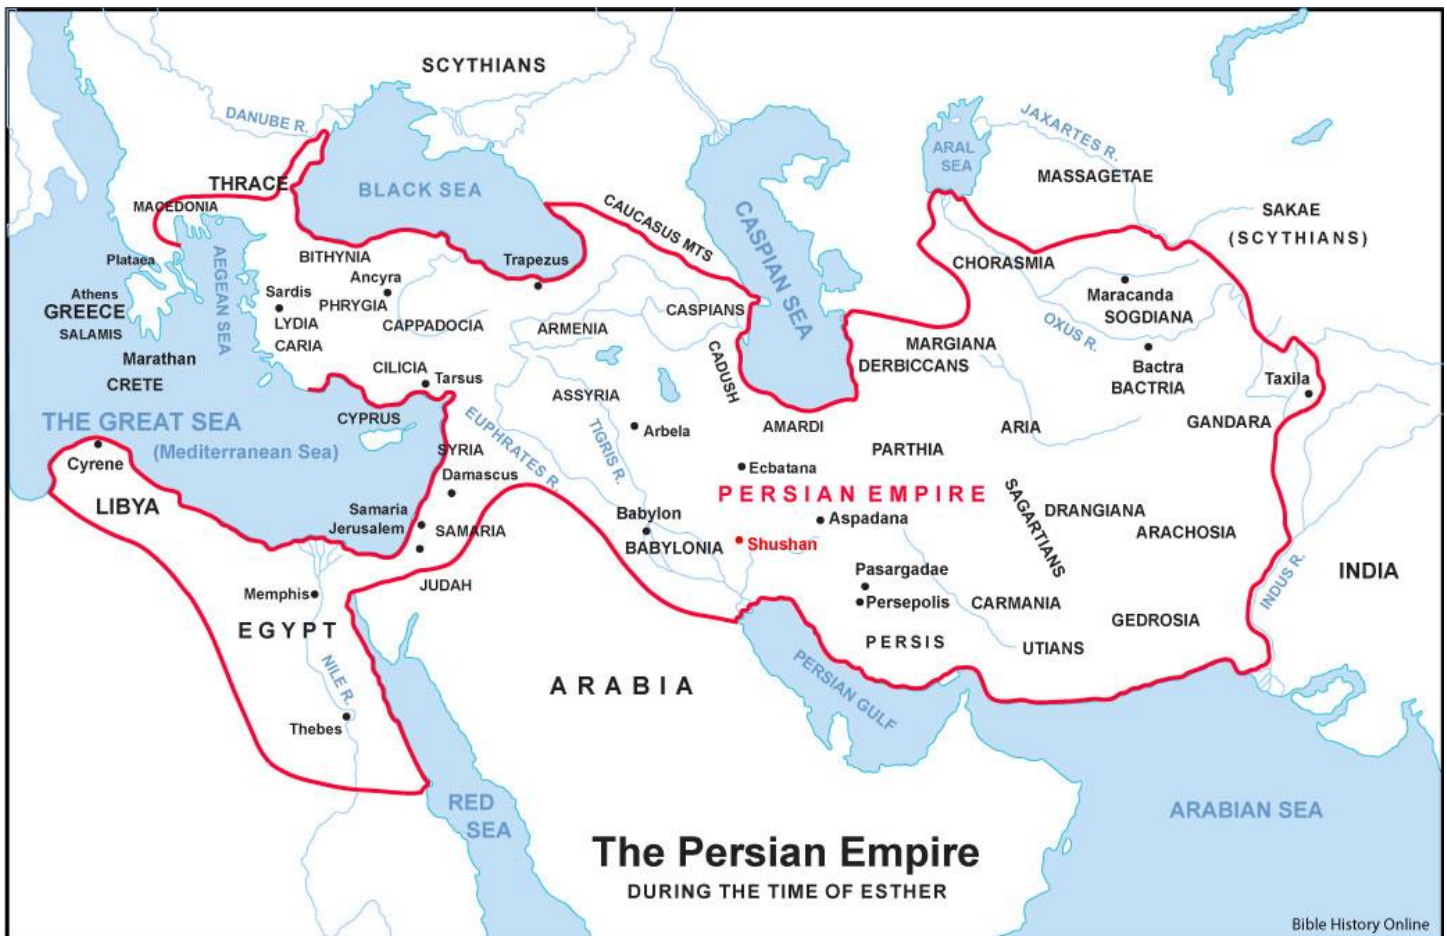 SCYTHIANS
DANUBE R.
JAXARTES R.
ARAL
SEA
MASSAGETAE
THRACE
BLACK SEA
MACEDONIA
CAUCASUS MTS
CASPIAN SEA
SAKAE
(SCYTHIANS)
Plataea
AEGEAN SEA
BITHYNIA
Trapezus
CHORASMIA
Ancyra
Athens
Sardis
PHRYGIA
Maracanda
GREECE
SALAMIS
LYDIA
CAPPADOCIA
ARMENIA
CASPIANS
SOGDIANA
OXUS R.
CARIA
MARGIANA
Marathan
CADUSH
DERBICCANS
Bactra
CRETE
CILICIA
Tarsus
BACTRIA
Taxila
ASSYRIA
THE GREAT SEA
(Mediterranean Sea)
CYPRUS
EUPHRATES R.
TIGRIS R.
Arbela
AMARDI
ARIA
GANDARA
Cyrene
SYRIA
PARTHIA
Damascus
Ecbatana
LIBYA
PERSIAN EMPIRE
SAGARTIANS
Samaria
Jerusalem
SAMARIA
Babylon
Aspadana
DRANGIANA
ARACHOSIA
BABYLONIA
Shushan
JUDAH
Pasargadae
INDUS R.
INDIA
Memphis
Persepolis
CARMANIA
EGYPT
PERSIS
GEDROSIA
UTIANS
NILE R.
ARABIA
PERSIAN GULF
Thebes
RED
SEA
ARABIAN SEA
The Persian Empire
DURING THE TIME OF ESTHER
Bible History Online